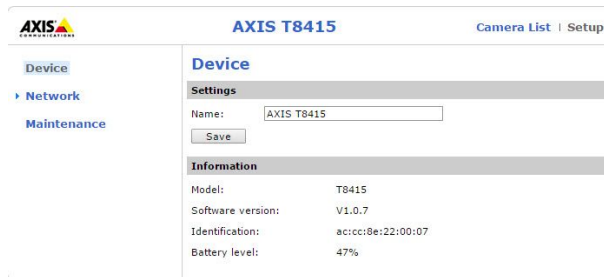 AXIS
COMMUNICATIONS
AXIS T8415
Camera List | Setup
Device
Network
Maintenance
Device
Settings
Name: AXIS T8415
Save
Information
Model: T8415
Software version: V1.0.7
Identification: ac:cc:8e:22:00:07
Battery level: 47%